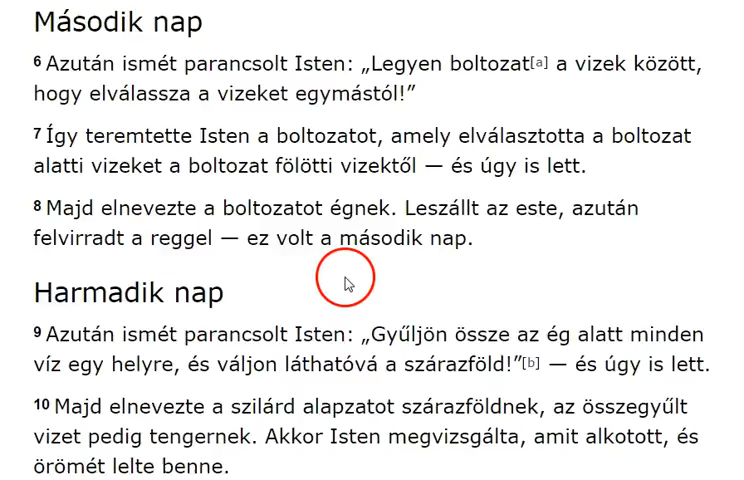 Második nap
6 Azután ismét parancsolt Isten: „Legyen boltozat[a] a vizek között,
hogy elválassza a vizeket egymástól!”
7 Így teremtette Isten a boltozatot, amely elválasztotta a boltozat
alatti vizeket a boltozat fölötti vizektől — és úgy is lett.
8 Majd elnevezte a boltozatot égnek. Leszállt az este, azután
felvirradt a reggel — ez volt a második nap.
Harmadik nap
9 Azután ismét parancsolt Isten: „Gyűljön össze az ég alatt minden
víz egy helyre, és váljon láthatóvá a szárazföld!”[b] — és úgy is lett.
10 Majd elnevezte a szilárd alapzatot szárazföldnek, az összegyűlt
vizet pedig tengernek. Akkor Isten megvizsgálta, amit alkotott, és
örömét lelte benne.